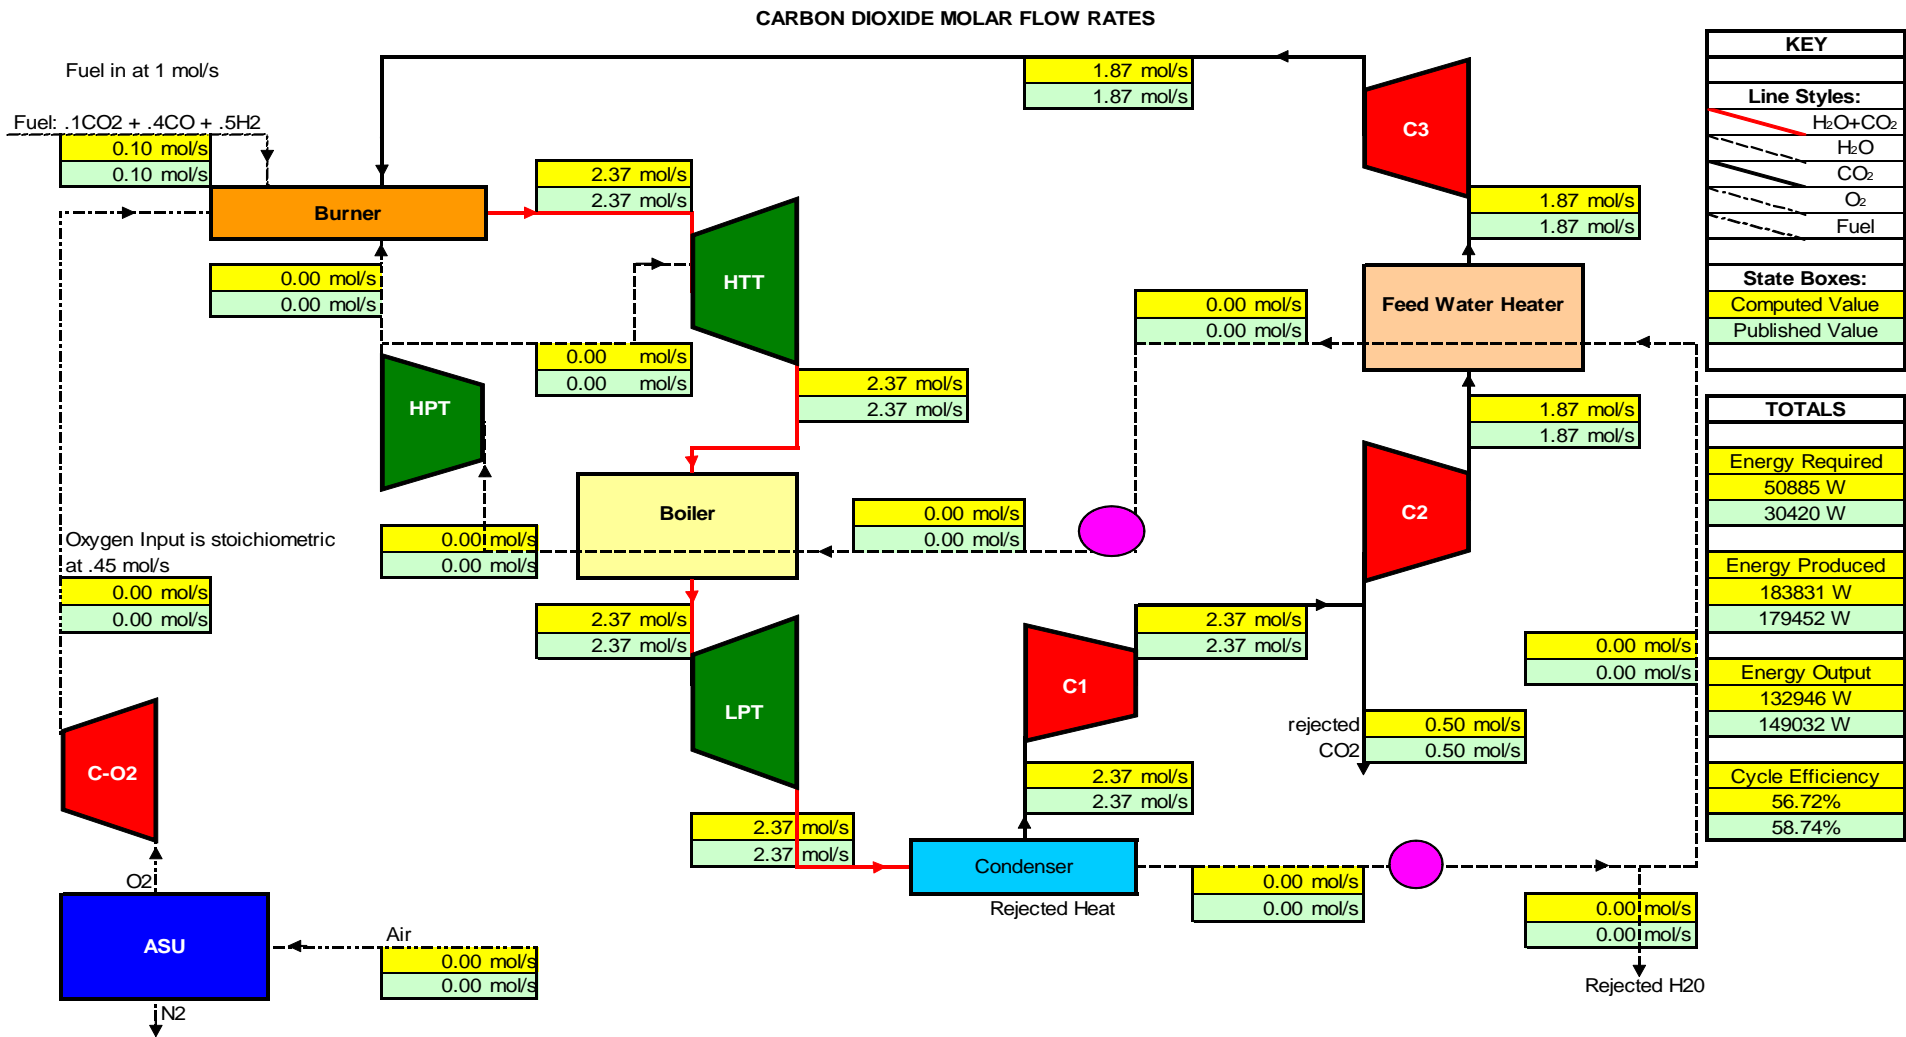 CARBON DIOXIDE MOLAR FLOW RATES
Fuel in at 1 mol/s
Fuel: .1CO2 + .4CO + .5H2
0.10 mol/s
0.10 mol/s
Burner
2.37 mol/s
2.37 mol/s
1.87 mol/s
1.87 mol/s
C3
1.87 mol/s
1.87 mol/s
0.00 mol/s
0.00 mol/s
HTT
0.00 mol/s
0.00 mol/s
HPT
2.37 mol/s
2.37 mol/s
0.00 mol/s
0.00 mol/s
Feed Water Heater
1.87 mol/s
1.87 mol/s
C2
Boiler
0.00 mol/s
0.00 mol/s
0.00 mol/s
0.00 mol/s
Oxygen Input is stoichiometric
at .45 mol/s
0.00 mol/s
0.00 mol/s
2.37 mol/s
2.37 mol/s
LPT
C1
2.37 mol/s
2.37 mol/s
0.00 mol/s
0.00 mol/s
rejected
CO2
0.50 mol/s
0.50 mol/s
C-O2
2.37 mol/s
2.37 mol/s
2.37 mol/s
2.37 mol/s
Condenser
Rejected Heat
0.00 mol/s
0.00 mol/s
0.00 mol/s
0.00 mol/s
Rejected H20
O2
ASU
Air
0.00 mol/s
0.00 mol/s
N2
KEY
Line Styles:
H2O+CO2
H2O
CO2
O2
Fuel
State Boxes:
Computed Value
Published Value
TOTALS
Energy Required
50885 W
30420 W
Energy Produced
183831 W
179452 W
Energy Output
132946 W
149032 W
Cycle Efficiency
56.72%
58.74%